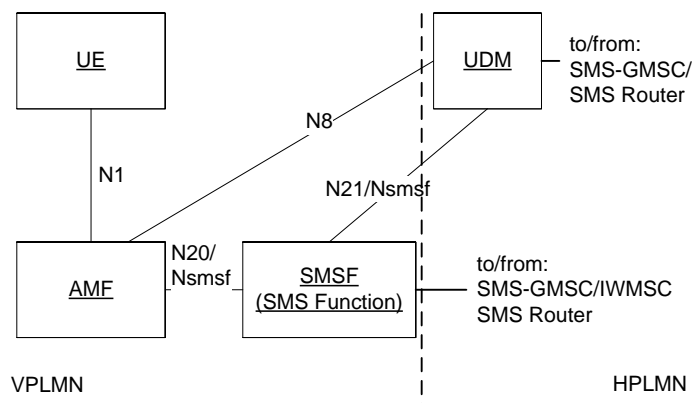 UE
UDM
to/from:
SMS-GMSC/
SMS Router
N8
N1
N21/Nsmsf
N20/
Nsmsf
AMF
SMSF
(SMS Function)
to/from:
SMS-GMSC/IWMSC
SMS Router
VPLMN
HPLMN